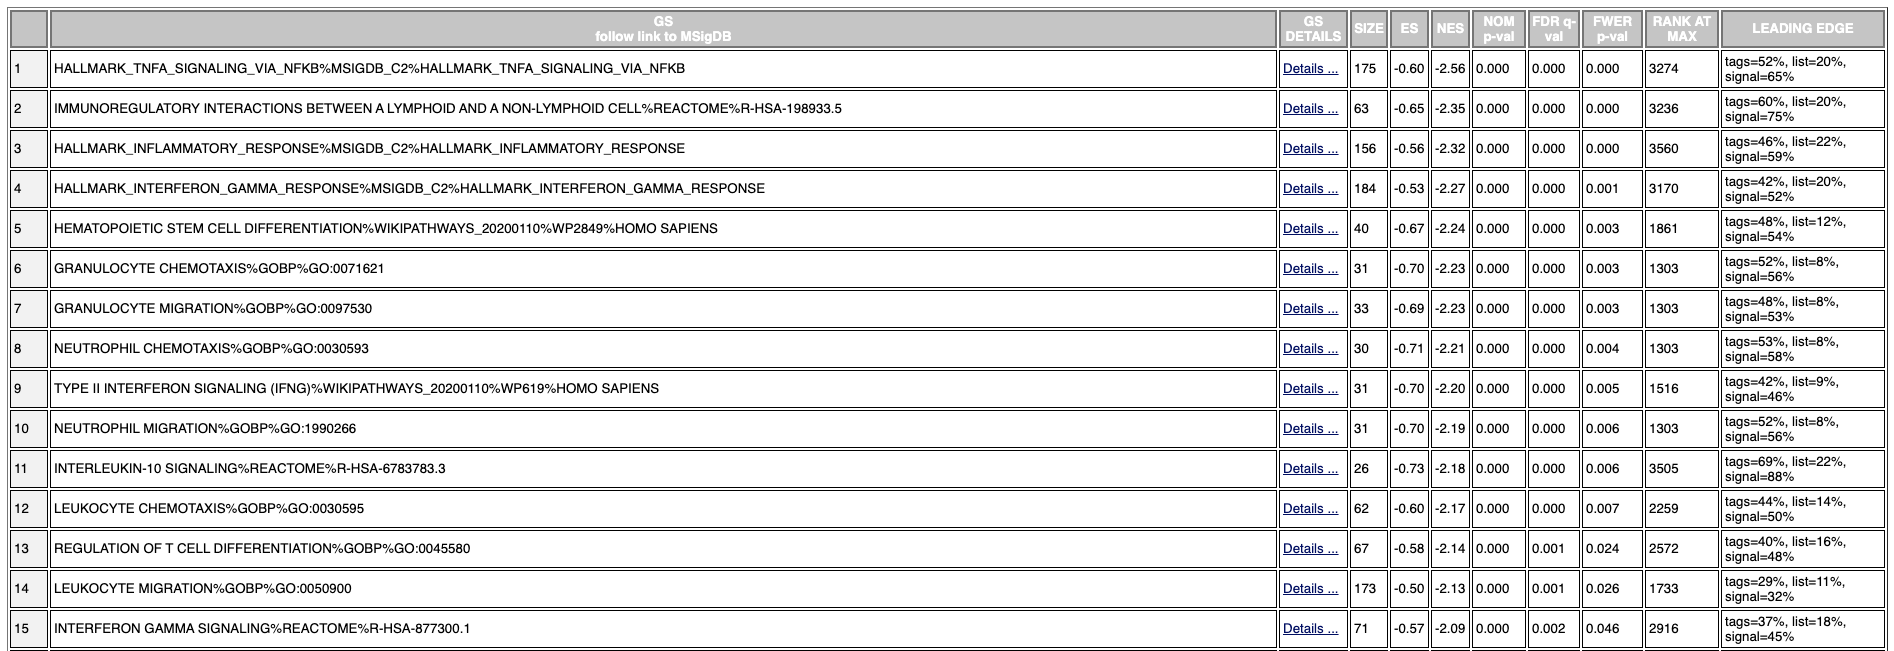 GS
follow link to MSigDB GS
DETAILS SIZE ES NES NOM
p-val FDR q-
val FWER
p-val RANK AT
MAX LEADING EDGE
1 HALLMARK_TNFA_SIGNALING_VIA_NFKB%MSIGDB_C2%HALLMARK_TNFA_SIGNALING_VIA_NFKB Details ... 175 -0.60 -2.56 0.000 0.000 0.000 3274 tags=52%, list=20%,
signal=65%
2 IMMUNOREGULATORY INTERACTIONS BETWEEN A LYMPHOID AND A NON-LYMPHOID CELL%REACTOME%R-HSA-198933.5 Details ... 63 -0.65 -2.35 0.000 0.000 0.000 3236 tags=60%, list=20%,
signal=75%
3 HALLMARK_INFLAMMATORY_RESPONSE%MSIGDB_C2%HALLMARK_INFLAMMATORY_RESPONSE Details ... 156 -0.56 -2.32 0.000 0.000 0.000 3560 tags=46%, list=22%,
signal=59%
4 HALLMARK_INTERFERON_GAMMA_RESPONSE%MSIGDB_C2%HALLMARK_INTERFERON_GAMMA_RESPONSE Details ... 184 -0.53 -2.27 0.000 0.000 0.001 3170 tags=42%, list=20%,
signal=52%
5 HEMATOPOIETIC STEM CELL DIFFERENTIATION%WIKIPATHWAYS_20200110%WP2849%HOMO SAPIENS Details ... 40 -0.67 -2.24 0.000 0.000 0.003 1861 tags=48%, list=12%,
signal=54%
6 GRANULOCYTE CHEMOTAXIS%GOBP%GO:0071621 Details ... 31 -0.70 -2.23 0.000 0.000 0.003 1303 tags=52%, list=8%,
signal=56%
7 GRANULOCYTE MIGRATION%GOBP%GO:0097530 Details ... 33 -0.69 -2.23 0.000 0.000 0.003 1303 tags=48%, list=8%,
signal=53%
8 NEUTROPHIL CHEMOTAXIS%GOBP%GO:0030593 Details ... 30 -0.71 -2.21 0.000 0.000 0.004 1303 tags=53%, list=8%,
signal=58%
9 TYPE II INTERFERON SIGNALING (IFNG)%WIKIPATHWAYS_20200110%WP619%HOMO SAPIENS Details ... 31 -0.70 -2.20 0.000 0.000 0.005 1516 tags=42%, list=9%,
signal=46%
10 NEUTROPHIL MIGRATION%GOBP%GO:1990266 Details ... 31 -0.70 -2.19 0.000 0.000 0.006 1303 tags=52%, list=8%,
signal=56%
11 INTERLEUKIN-10 SIGNALING%REACTOME%R-HSA-6783783.3 Details ... 26 -0.73 -2.18 0.000 0.000 0.006 3505 tags=69%, list=22%,
signal=88%
12 LEUKOCYTE CHEMOTAXIS%GOBP%GO:0030595 Details ... 62 -0.60 -2.17 0.000 0.000 0.007 2259 tags=44%, list=14%,
signal=50%
13 REGULATION OF T CELL DIFFERENTIATION%GOBP%GO:0045580 Details ... 67 -0.58 -2.14 0.000 0.001 0.024 2572 tags=40%, list=16%,
signal=48%
14 LEUKOCYTE MIGRATION%GOBP%GO:0050900 Details ... 173 -0.50 -2.13 0.000 0.001 0.026 1733 tags=29%, list=11%,
signal=32%
15 INTERFERON GAMMA SIGNALING%REACTOME%R-HSA-877300.1 Details ... 71 -0.57 -2.09 0.000 0.002 0.046 2916 tags=37%, list=18%,
signal=45%